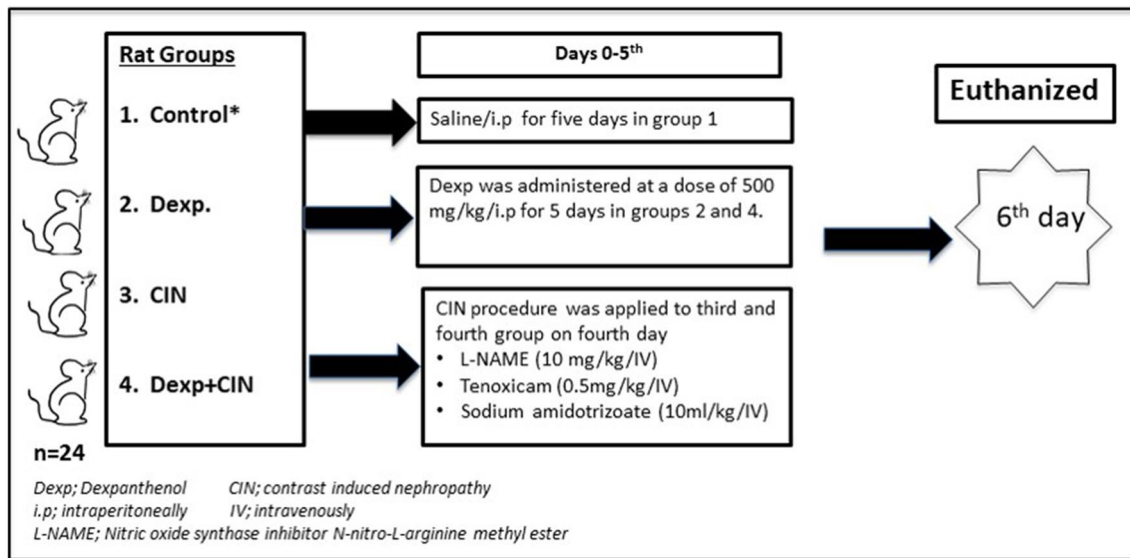 Rat Groups
1. Control*
2. Dexp.
3. CIN
4. Dexp+CIN
n=24
Days 0-5th
Saline/i.p for five days in group 1
Dexp was administered at a dose of 500
mg/kg/i.p for 5 days in groups 2 and 4.
CIN procedure was applied to third and
fourth group on fourth day
• L-NAME (10 mg/kg/IV)
• Tenoxicam (0.5mg/kg/IV)
• Sodium amidotrizoate (10ml/kg/IV)
Euthanized
6th day
Dexp; Dexpanthenol CIN; contrast induced nephropathy
i.p; intraperitoneally IV; intravenously
L-NAME; Nitric oxide synthase inhibitor N-nitro-L-arginine methyl ester